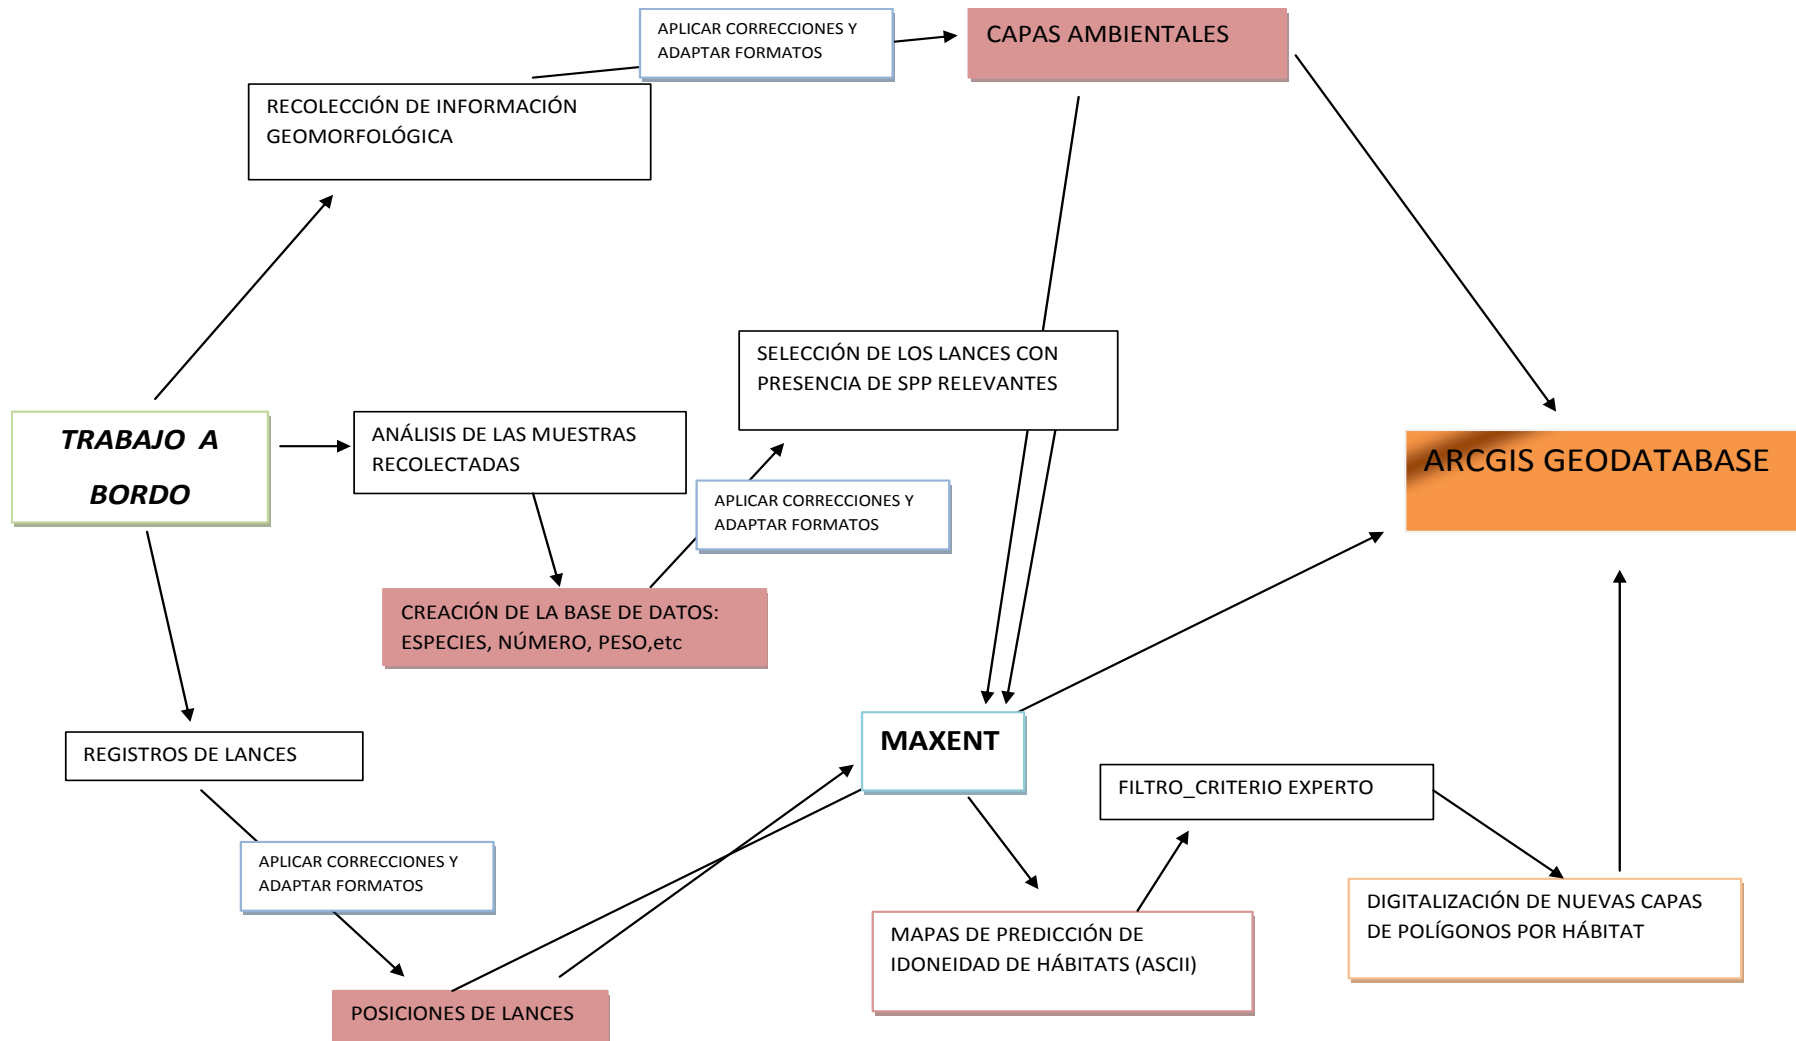 APLICAR CORRECCIONES Y
ADAPTAR FORMATOS
CAPAS AMBIENTALES
RECOLECCIÓN DE INFORMACIÓN
GEOMORFOLÓGICA
SELECCIÓN DE LOS LANCES CON
PRESENCIA DE SPP RELEVANTES
TRABAJO A
BORDO
ANÁLISIS DE LAS MUESTRAS
RECOLECTADAS
ARCGIS GEODATABASE
APLICAR CORRECCIONES Y
ADAPTAR FORMATOS
CREACIÓN DE LA BASE DE DATOS:
ESPECIES, NÚMERO, PESO,etc
REGISTROS DE LANCES
MAXENT
FILTRO_CRITERIO EXPERTO
APLICAR CORRECCIONES Y
ADAPTAR FORMATOS
DIGITALIZACIÓN DE NUEVAS CAPAS
DE POLÍGONOS POR HÁBITAT
MAPAS DE PREDICCIÓN DE
IDONEIDAD DE HÁBITATS (ASCII)
POSICIONES DE LANCES